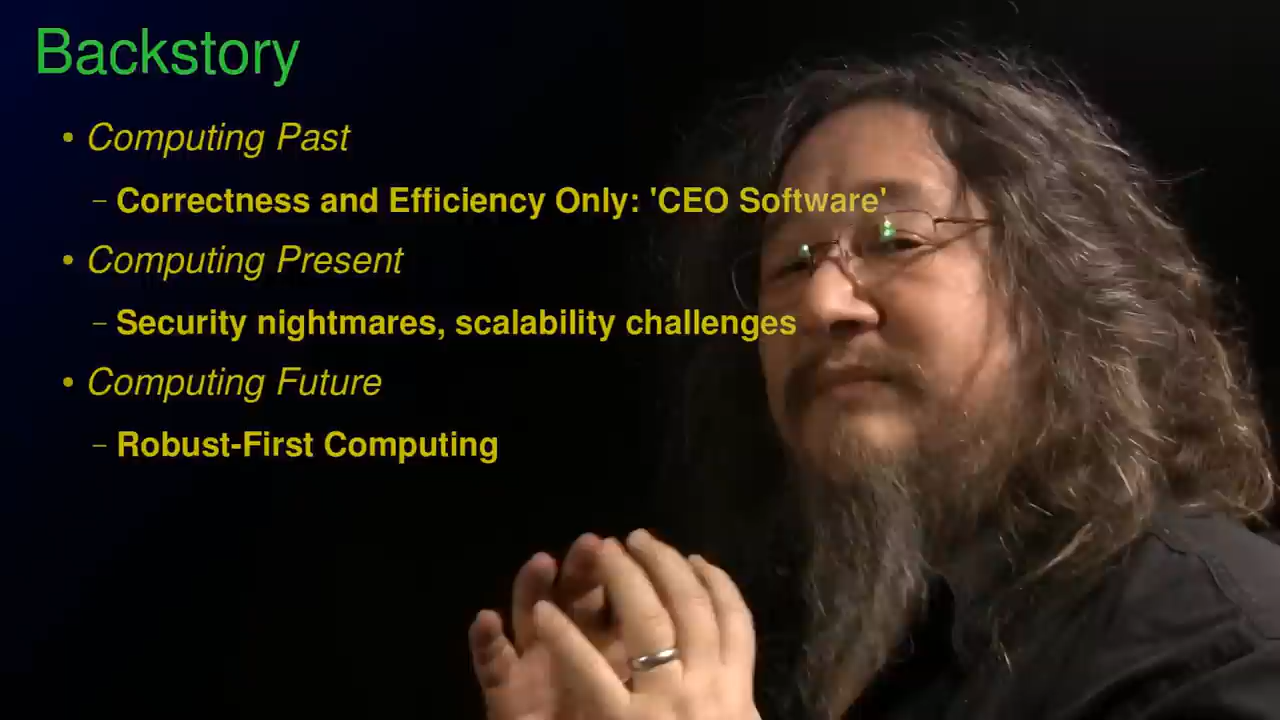 Backstory
• Computing Past
– Correctness and Efficiency Only: 'CEO Software'
• Computing Present
– Security nightmares, scalability challenges
• Computing Future
– Robust-First Computing